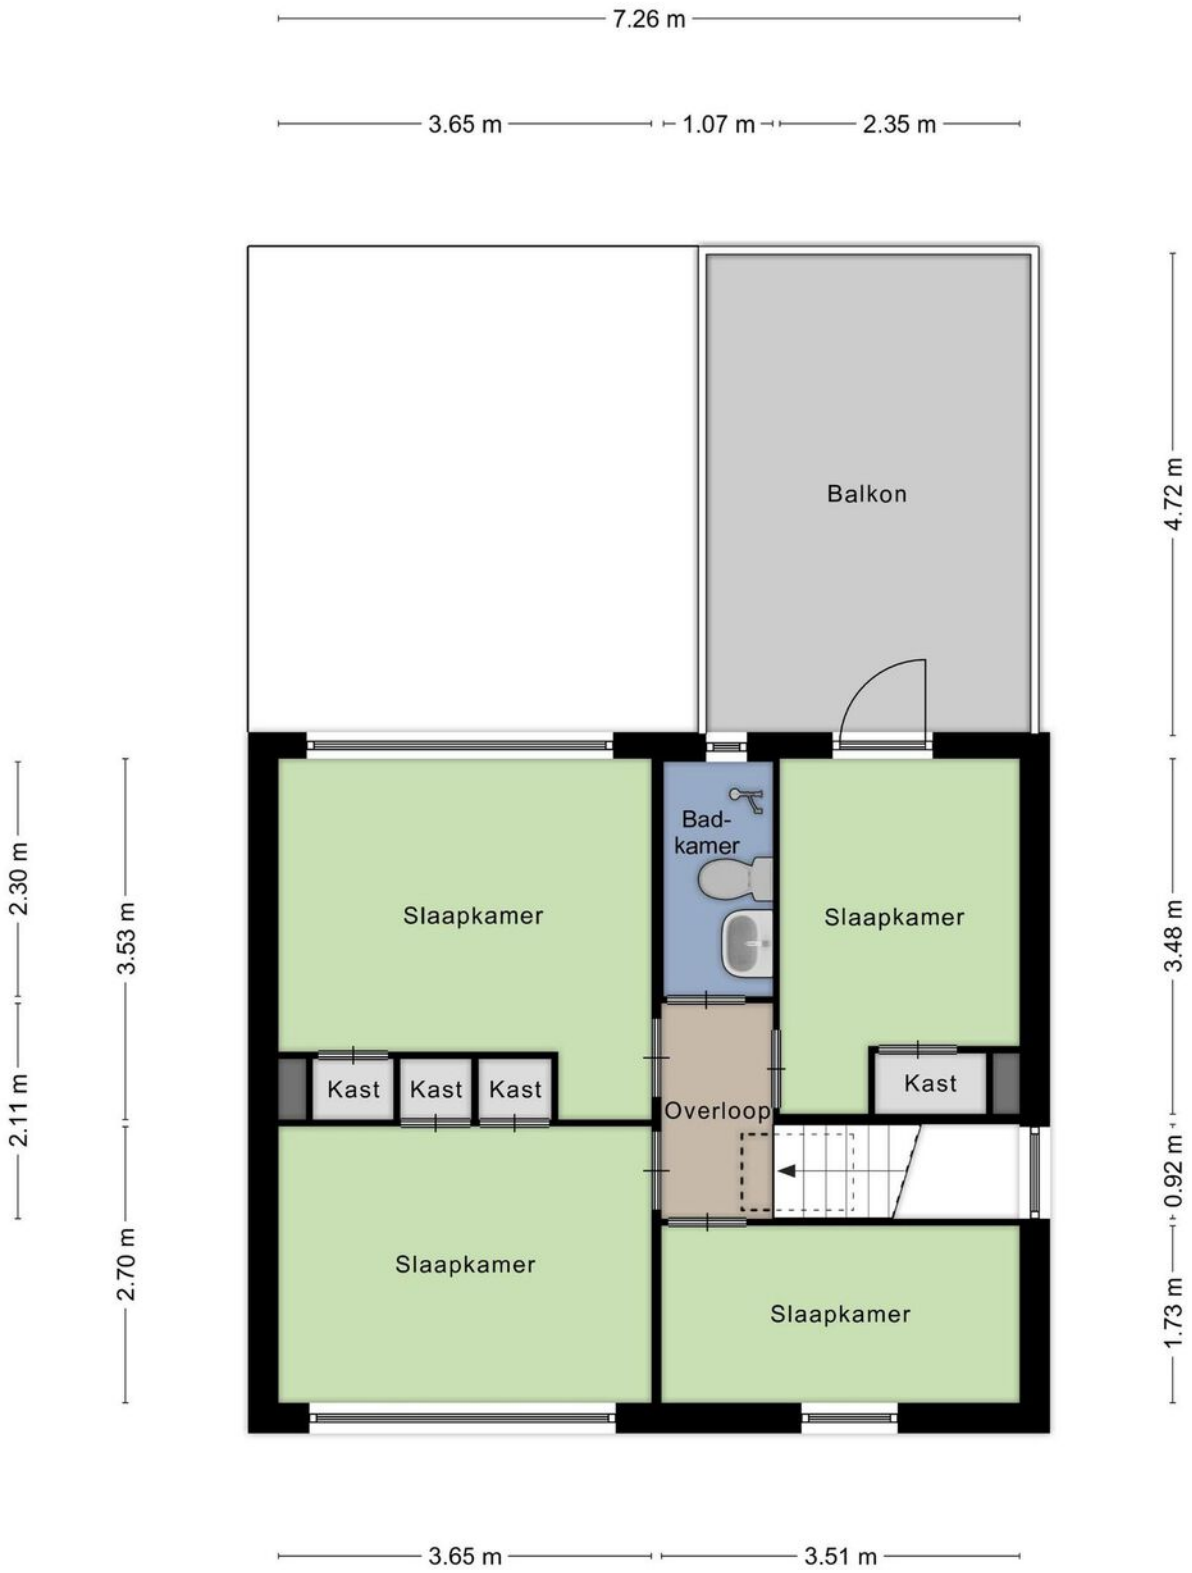 7.26 m
3.65 m
1.07 m
2.35 m
Balkon
4.72 m
Bad-
kamer
Slaapkamer
Slaapkamer
2.30 m
3.53 m
3.48 m
Kast
Kast
Kast
Kast
Overloop
2.11 m
0.92 m
Slaapkamer
Slaapkamer
2.70 m
1.73 m
3.65 m
3.51 m